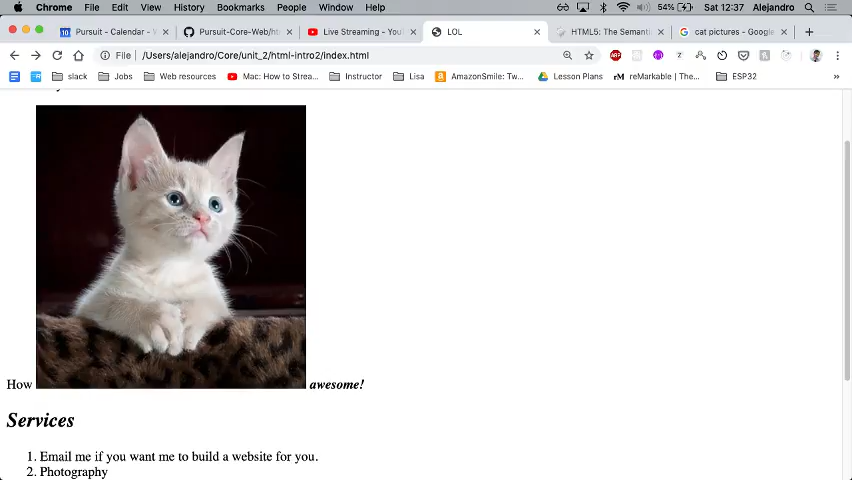 Chrome File Edit View History Bookmarks People Window Help 54% Sat 12:37 Alejandro
Pursuit - Calendar - W Pursuit-Core-Web/html Live Streaming - YouT LOL HTML5: The Semanti cat pictures - Google
File /Users/alejandro/Core/unit_2/html-intro2/index.html
slack Jobs Web resources Mac: How to Strea... Instructor Lisa AmazonSmile: Tw... Lesson Plans reMarkable | The... ESP32
How awesome!
Services
1. Email me if you want me to build a website for you.
2. Photography